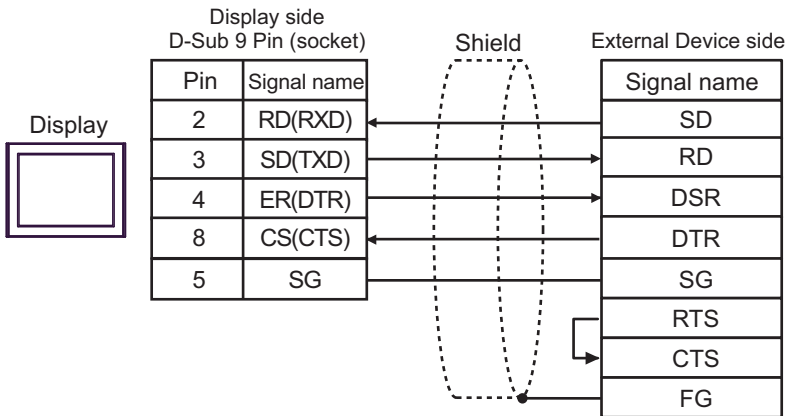 Display side
D-Sub 9 Pin (socket)
Shield
External Device side
Pin Signal name
Signal name
Display
2 RD(RXD) SD
3 SD(TXD) RD
4 ER(DTR) DSR
8 CS(CTS) DTR
5 SG SG
RTS
CTS
FG